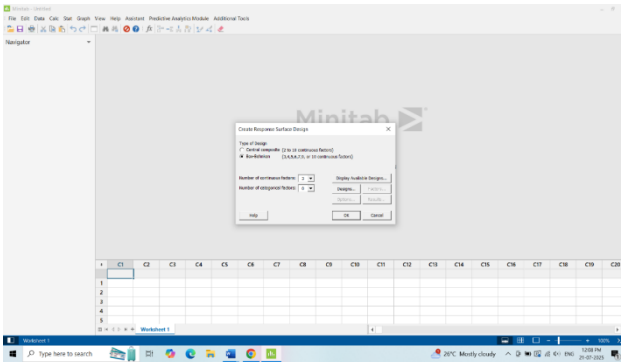 Minitab - Untitled
File Edit Data Calc Stat Graph View Help Assistant Predictive Analytics Module Additional Tools
Navigator
Minitab
Create Response Surface Design
Type of Design
Central composite (2 to 10 continuous factors)
Box-Behnken (3,4,5,6,7,9, or 10 continuous factors)
Number of continuous factors: 3 Display Available Designs...
Number of categorical factors: 0 Designs... Factors...
Options... Results...
Help OK Cancel
C1 C2 C3 C4 C5 C6 C7 C8 C9 C10 C11 C12 C13 C14 C15 C16 C17 C18 C19 C20
1
2
3
4
5
Worksheet 1
Worksheet 1 100%
Type here to search 26°C Mostly cloudy ENG 12:08 PM
21-07-2025